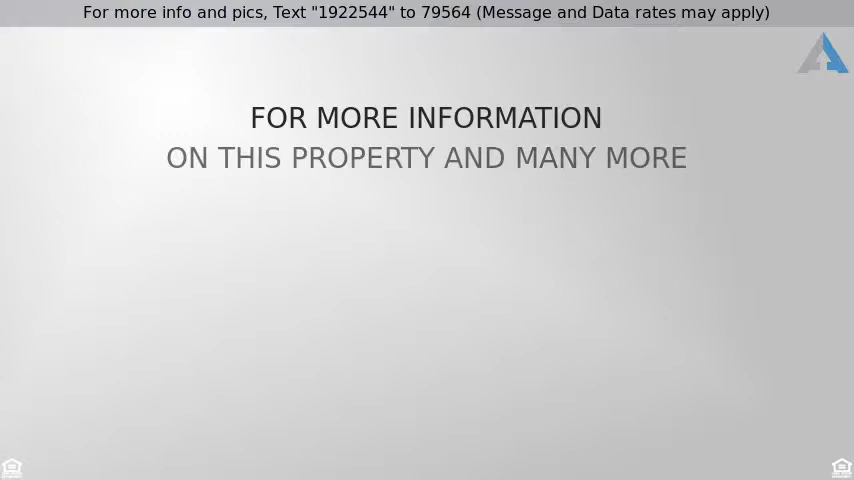 For more info and pics, Text "1922544" to 79564 (Message and Data rates may apply)
FOR MORE INFORMATION
ON THIS PROPERTY AND MANY MORE